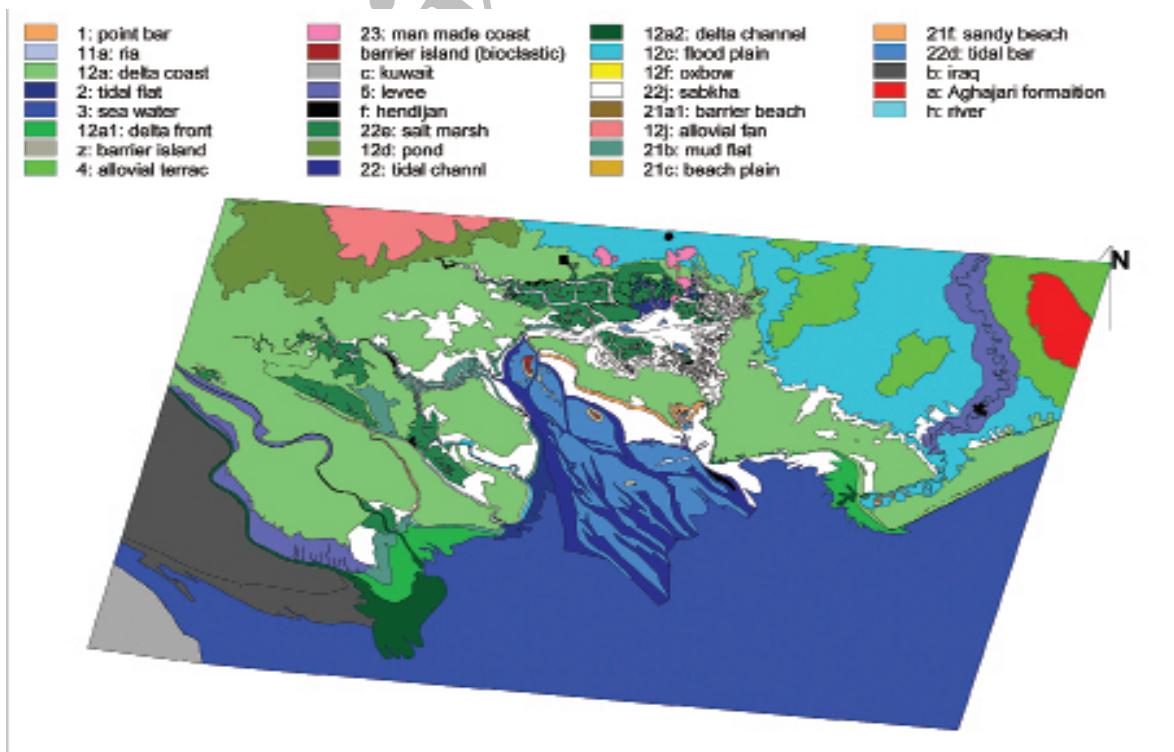 1: point bar
11a: ria
12a: delta coast
2: tidal flat
3: sea water
12a1: delta front
z: barrier island
4: allovial terrac
23: man made coast
barrier island (bioclastic)
c: kuwait
6: levee
f: hendijan
22e: salt marsh
12d: pond
22: tidal channl
12a2: delta channel
12c: flood plain
12f: oxbow
22j: sabkha
21a1: barrier beach
12j: allovial fan
21b: mud flat
21c: beach plain
21f: sandy beach
22d: tidal bar
b: iraq
a: Aghajari formaition
h: river
N